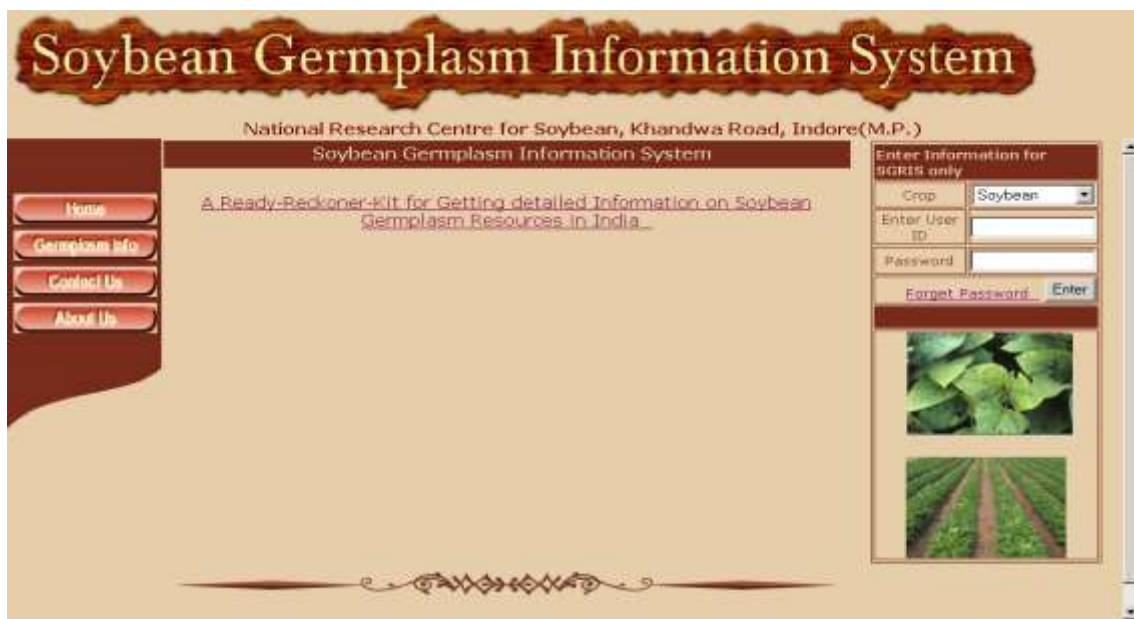 Soybean Germplasm Information System
National Research Centre for Soybean, Khandwa Road, Indore(M.P.)
Soybean Germplasm Information System
A Ready-Reckoner-Kit for Getting detailed Information on Soybean
Germplasm Resources in India
Home
Germplasm Info
Contact Us
About Us
Enter Information for
SGRIS only
Crop
Soybean
Enter User
ID
Password
Forget Password
Enter